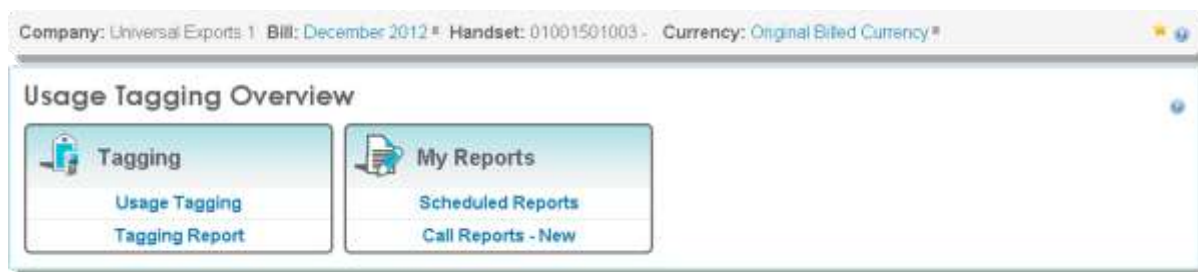 Company: Universal Exports 1 Bill: December 2012 Handset: 01001501003 - Currency: Original Billed Currency
Usage Tagging Overview
Tagging
My Reports
Usage Tagging
Scheduled Reports
Tagging Report
Call Reports - New